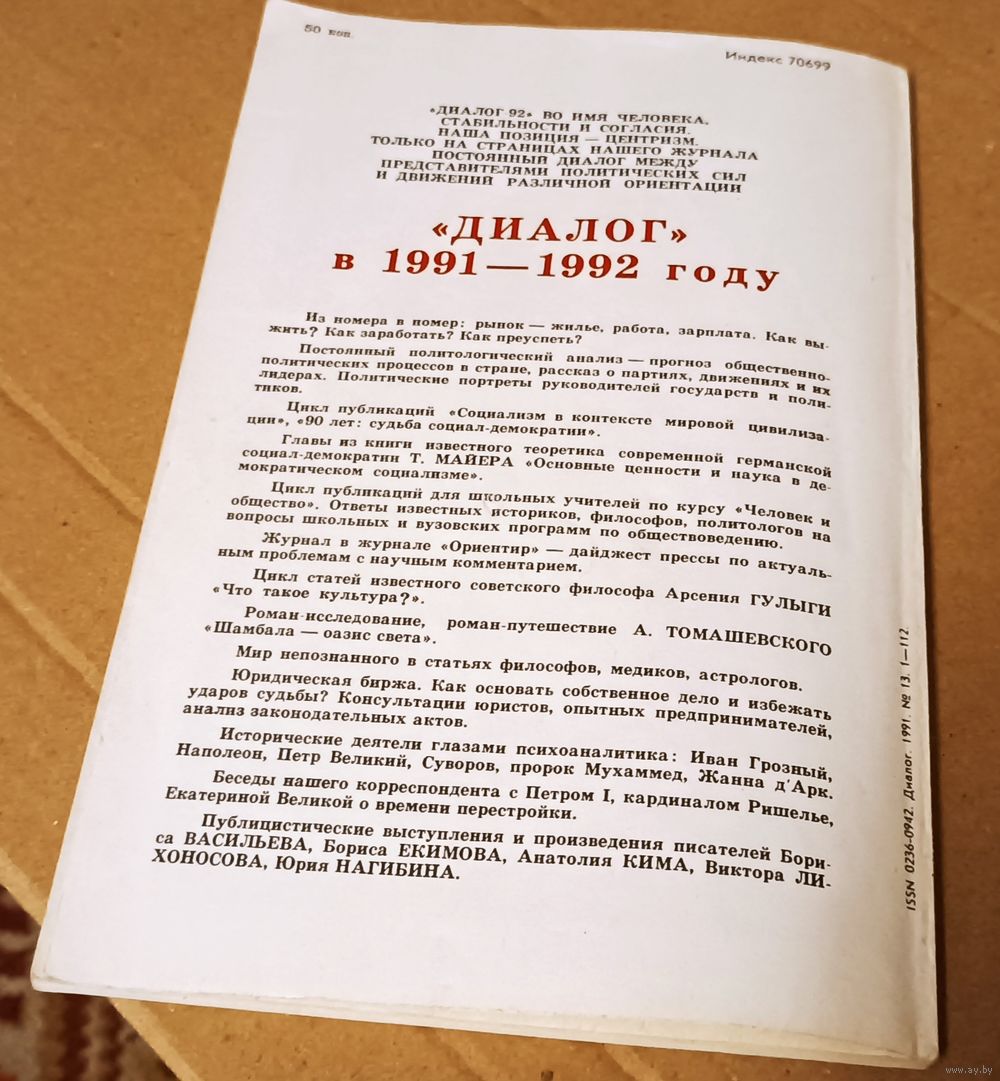 50 коп.
Индекс 70699
«ДИАЛОГ 92» ВО ИМЯ ЧЕЛОВЕКА,
СТАБИЛЬНОСТИ И СОГЛАСИЯ.
НАША ПОЗИЦИЯ — ЦЕНТРИЗМ.
ТОЛЬКО НА СТРАНИЦАХ НАШЕГО ЖУРНАЛА
ПОСТОЯННЫЙ ДИАЛОГ МЕЖДУ
ПРЕДСТАВИТЕЛЯМИ ПОЛИТИЧЕСКИХ СИЛ
И ДВИЖЕНИЙ РАЗЛИЧНОЙ ОРИЕНТАЦИИ
«ДИАЛОГ»
в 1991—1992 году
Из номера в номер: рынок — жилье, работа, зарплата. Как вы-
жить? Как заработать? Как преуспеть?
Постоянный политологический анализ — прогноз общественно-
политических процессов в стране, рассказ о партиях, движениях и их
лидерах. Политические портреты руководителей государств и поли-
тиков.
Цикл публикаций «Социализм в контексте мировой цивилиза-
ции», «90 лет: судьба социал-демократии».
Главы из книги известного теоретика современной германской
социал-демократии Т. МАЙЕРА «Основные ценности и наука в де-
мократическом социализме».
Цикл публикаций для школьных учителей по курсу «Человек и
общество». Ответы известных историков, философов, политологов на
вопросы школьных и вузовских программ по обществоведению.
Журнал в журнале «Ориентир» — дайджест прессы по актуаль-
ным проблемам с научным комментарием.
Цикл статей известного советского философа Арсения ГУЛЫГИ
«Что такое культура?».
Роман-исследование, роман-путешествие А. ТОМАШЕВСКОГО
«Шамбала — оазис света».
Мир непознанного в статьях философов, медиков, астрологов.
Юридическая биржа. Как основать собственное дело и избежать
ударов судьбы? Консультации юристов, опытных предпринимателей,
анализ законодательных актов.
Исторические деятели глазами психоаналитика: Иван Грозный,
Наполеон, Петр Великий, Суворов, пророк Мухаммед, Жанна д'Арк.
Беседы нашего корреспондента с Петром I, кардиналом Ришелье,
Екатериной Великой о времени перестройки.
Публицистические выступления и произведения писателей Бори-
са ВАСИЛЬЕВА, Бориса ЕКИМОВА, Анатолия КИМА, Виктора ЛИ-
ХОНОСОВА, Юрия НАГИБИНА.
ISSN 0236-0942. Диалог. 1991. № 13. 1—112.
www.ay.by